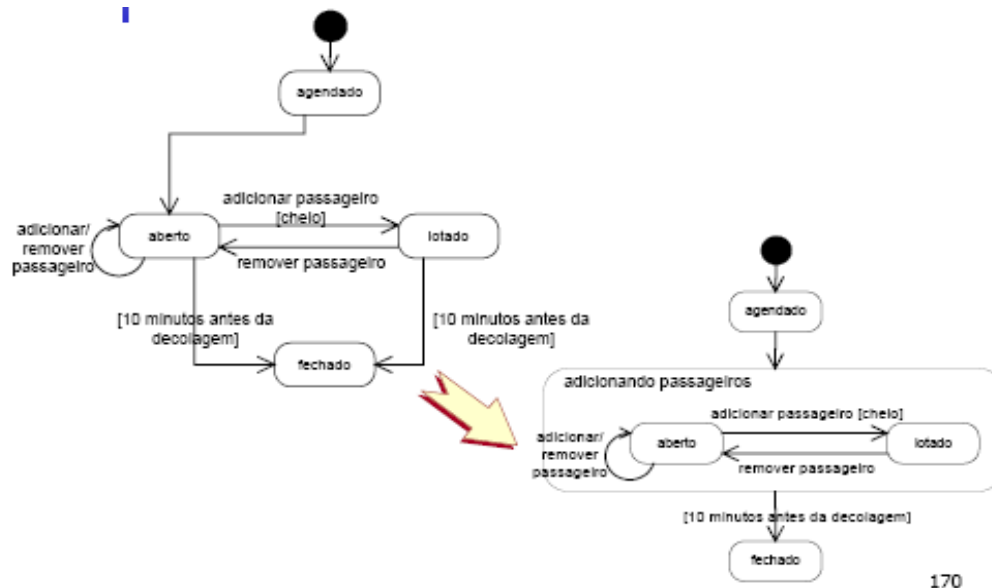 agendado
adicionar passageiro
[cheio]
adicionar/
remover
passageiro
aberto
lotado
remover passageiro
[10 minutos antes da
decolagem]
[10 minutos antes da
decolagem]
fechado
agendado
adicionando passageiros
adicionar passageiro [cheio]
adicionar/
remover
passageiro
aberto
lotado
remover passageiro
[10 minutos antes da decolagem]
fechado
170